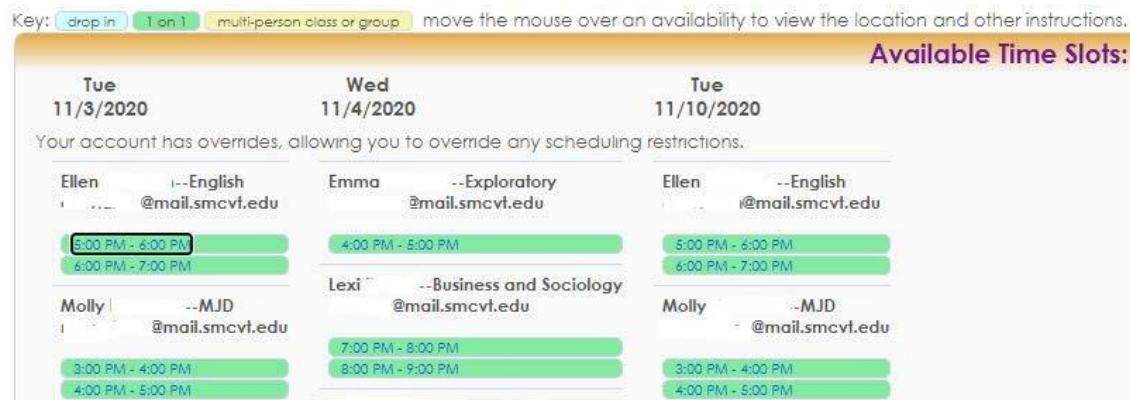 Key: drop in 1 on 1 multi-person class or group move the mouse over an availability to view the location and other instructions.
Available Time Slots:
Tue
11/3/2020
Wed
11/4/2020
Tue
11/10/2020
Your account has overrides, allowing you to override any scheduling restrictions.
Ellen --English
@mail.smcvt.edu
5:00 PM - 6:00 PM
6:00 PM - 7:00 PM
Molly --MJD
@mail.smcvt.edu
3:00 PM - 4:00 PM
4:00 PM - 5:00 PM
Emma --Exploratory
@mail.smcvt.edu
4:00 PM - 5:00 PM
Lexi --Business and Sociology
@mail.smcvt.edu
7:00 PM - 8:00 PM
8:00 PM - 9:00 PM
Ellen --English
@mail.smcvt.edu
5:00 PM - 6:00 PM
6:00 PM - 7:00 PM
Molly --MJD
@mail.smcvt.edu
3:00 PM - 4:00 PM
4:00 PM - 5:00 PM